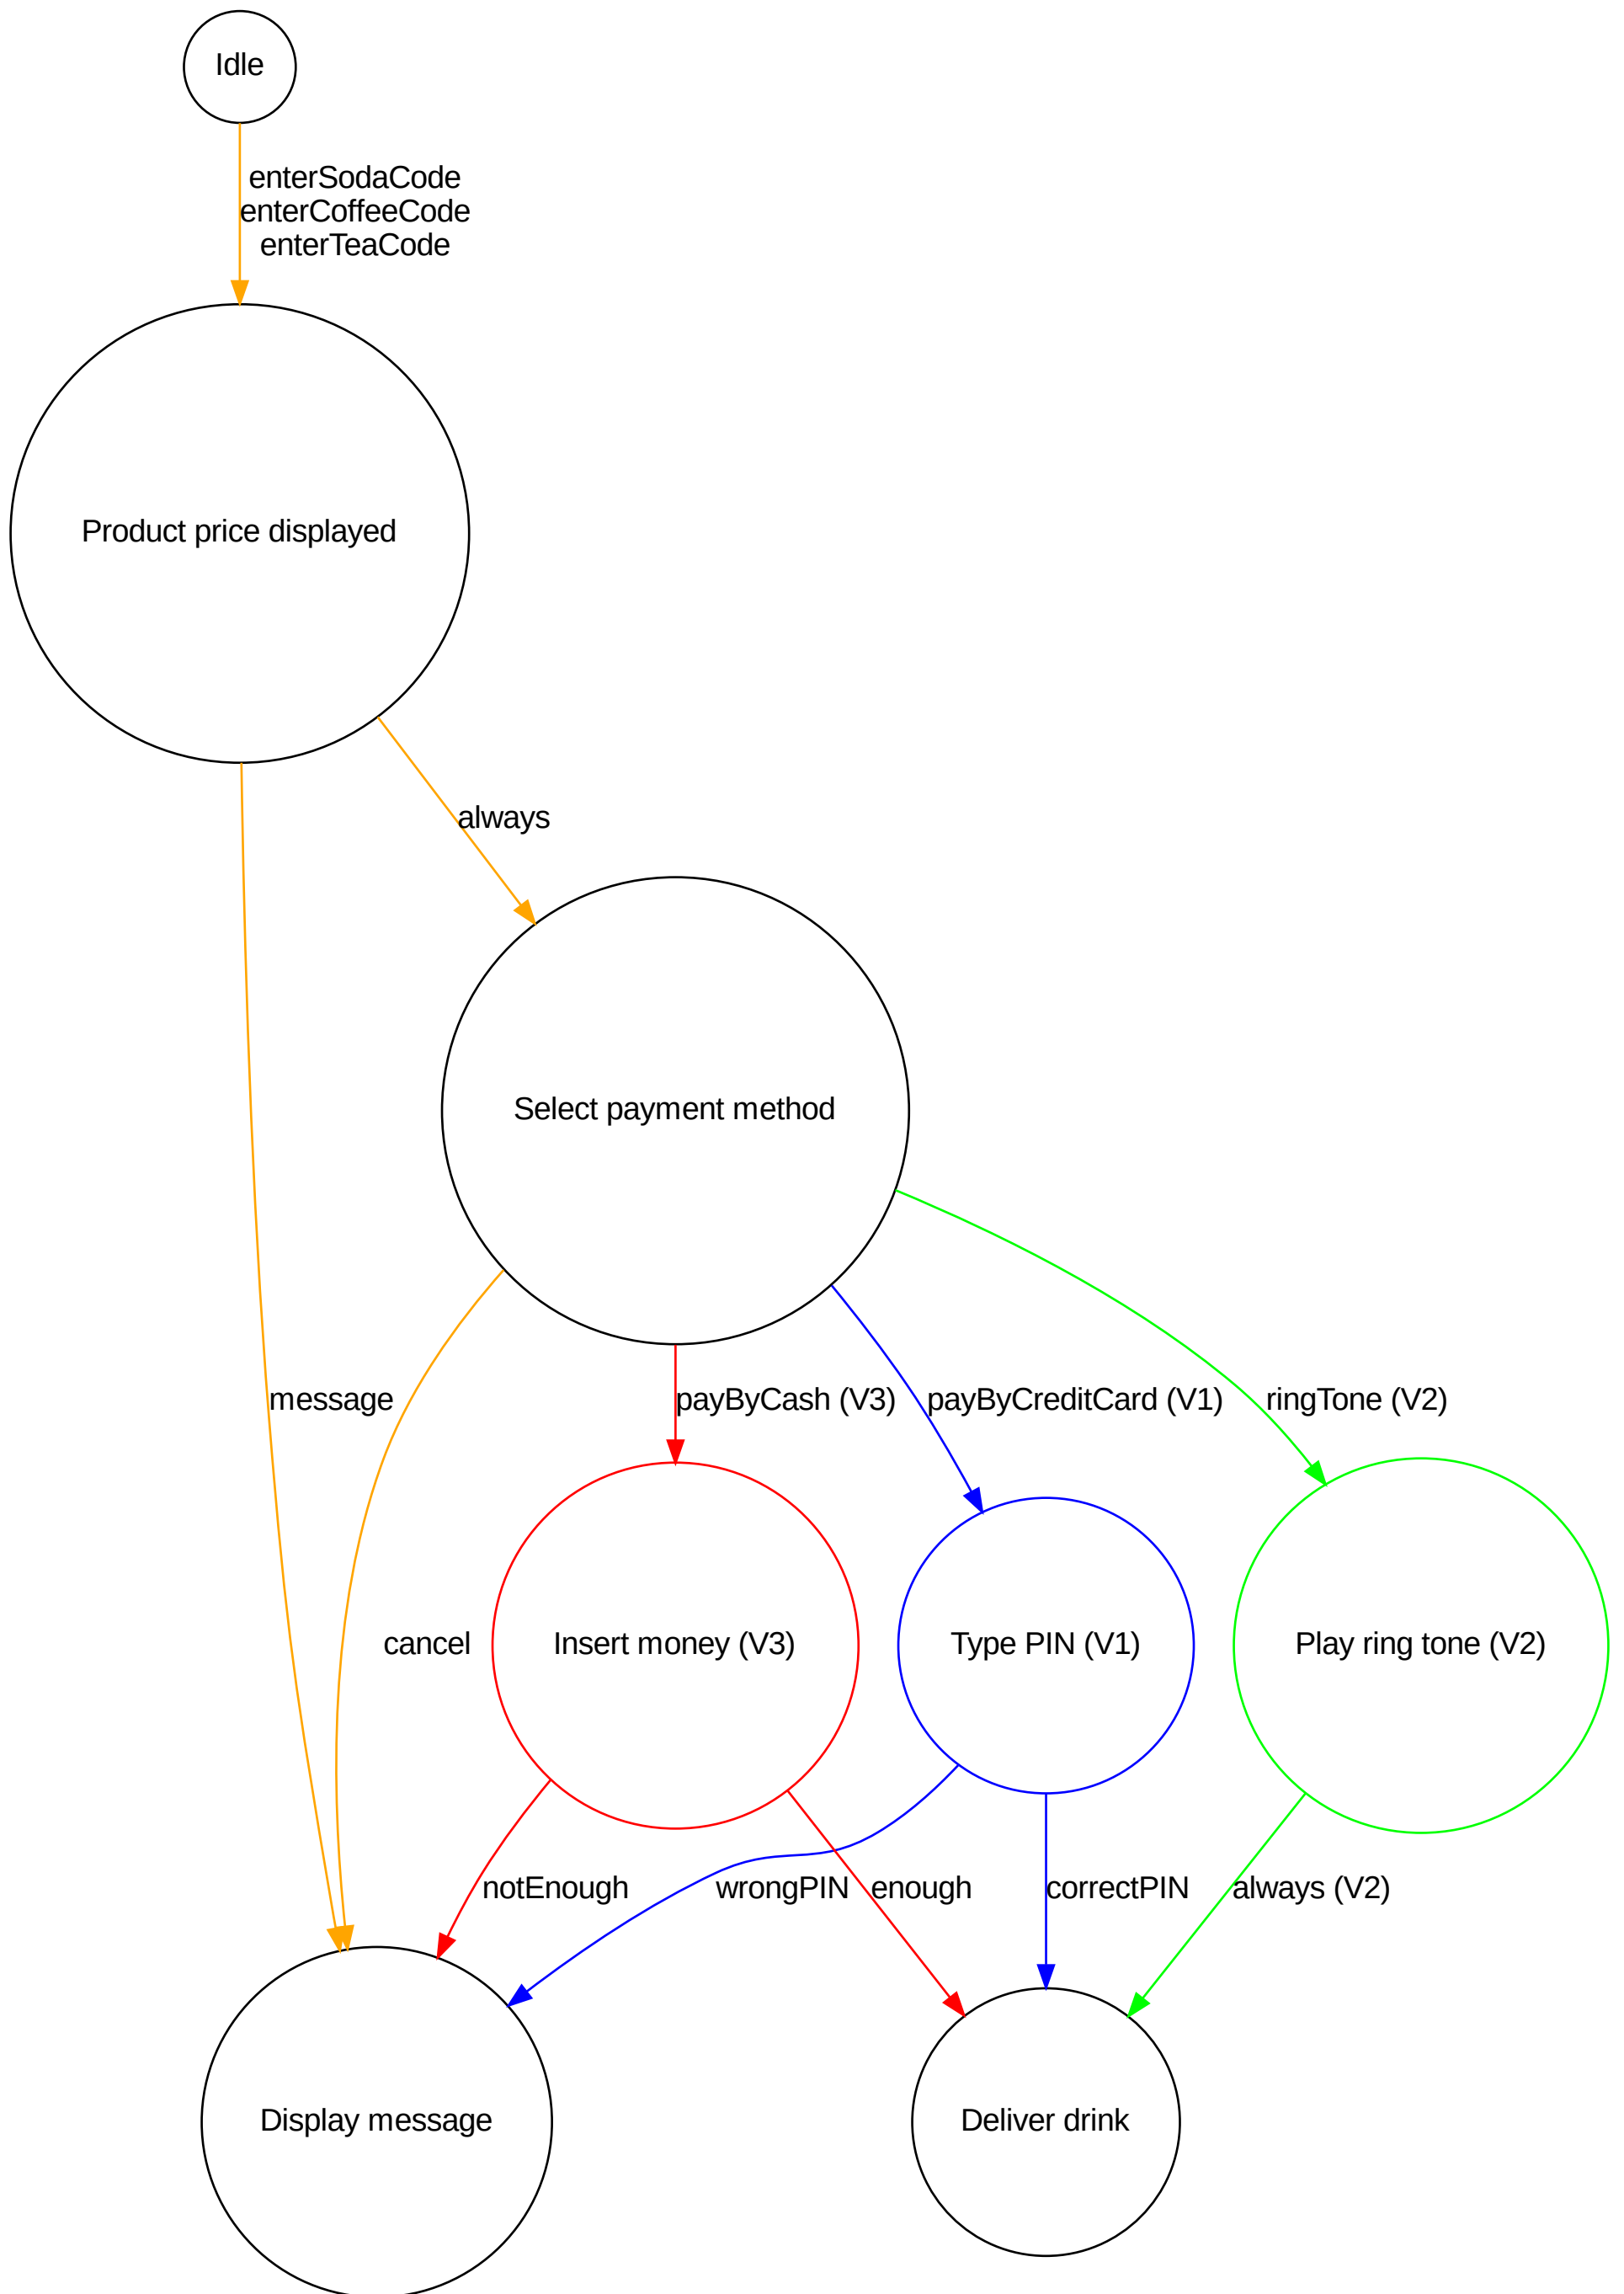 Idle
enterSodaCode
enterCoffeeCode
enterTeaCode
Product price displayed
always
Select payment method
message
payByCash (V3)
payByCreditCard (V1)
ringTone (V2)
cancel
Insert money (V3)
Type PIN (V1)
Play ring tone (V2)
notEnough
wrongPIN
enough
correctPIN
always (V2)
Display message
Deliver drink